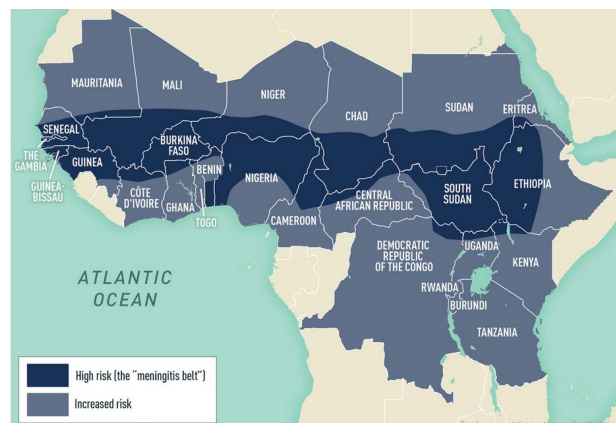 MAURITANIA
MALI
NIGER
CHAD
SUDAN
ERITREA
SENEGAL
THE
GAMBIA
GUINEA-
BISSAU
GUINEA
BURKINA
FASO
BENIN
NIGERIA
CÔTE
D'IVOIRE
GHANA
TOGO
CAMEROON
CENTRAL
AFRICAN REPUBLIC
SOUTH
SUDAN
ETHIOPIA
DEMOCRATIC
REPUBLIC
OF THE CONGO
UGANDA
KENYA
RWANDA
BURUNDI
TANZANIA
ATLANTIC
OCEAN
High risk (the "meningitis belt")
Increased risk